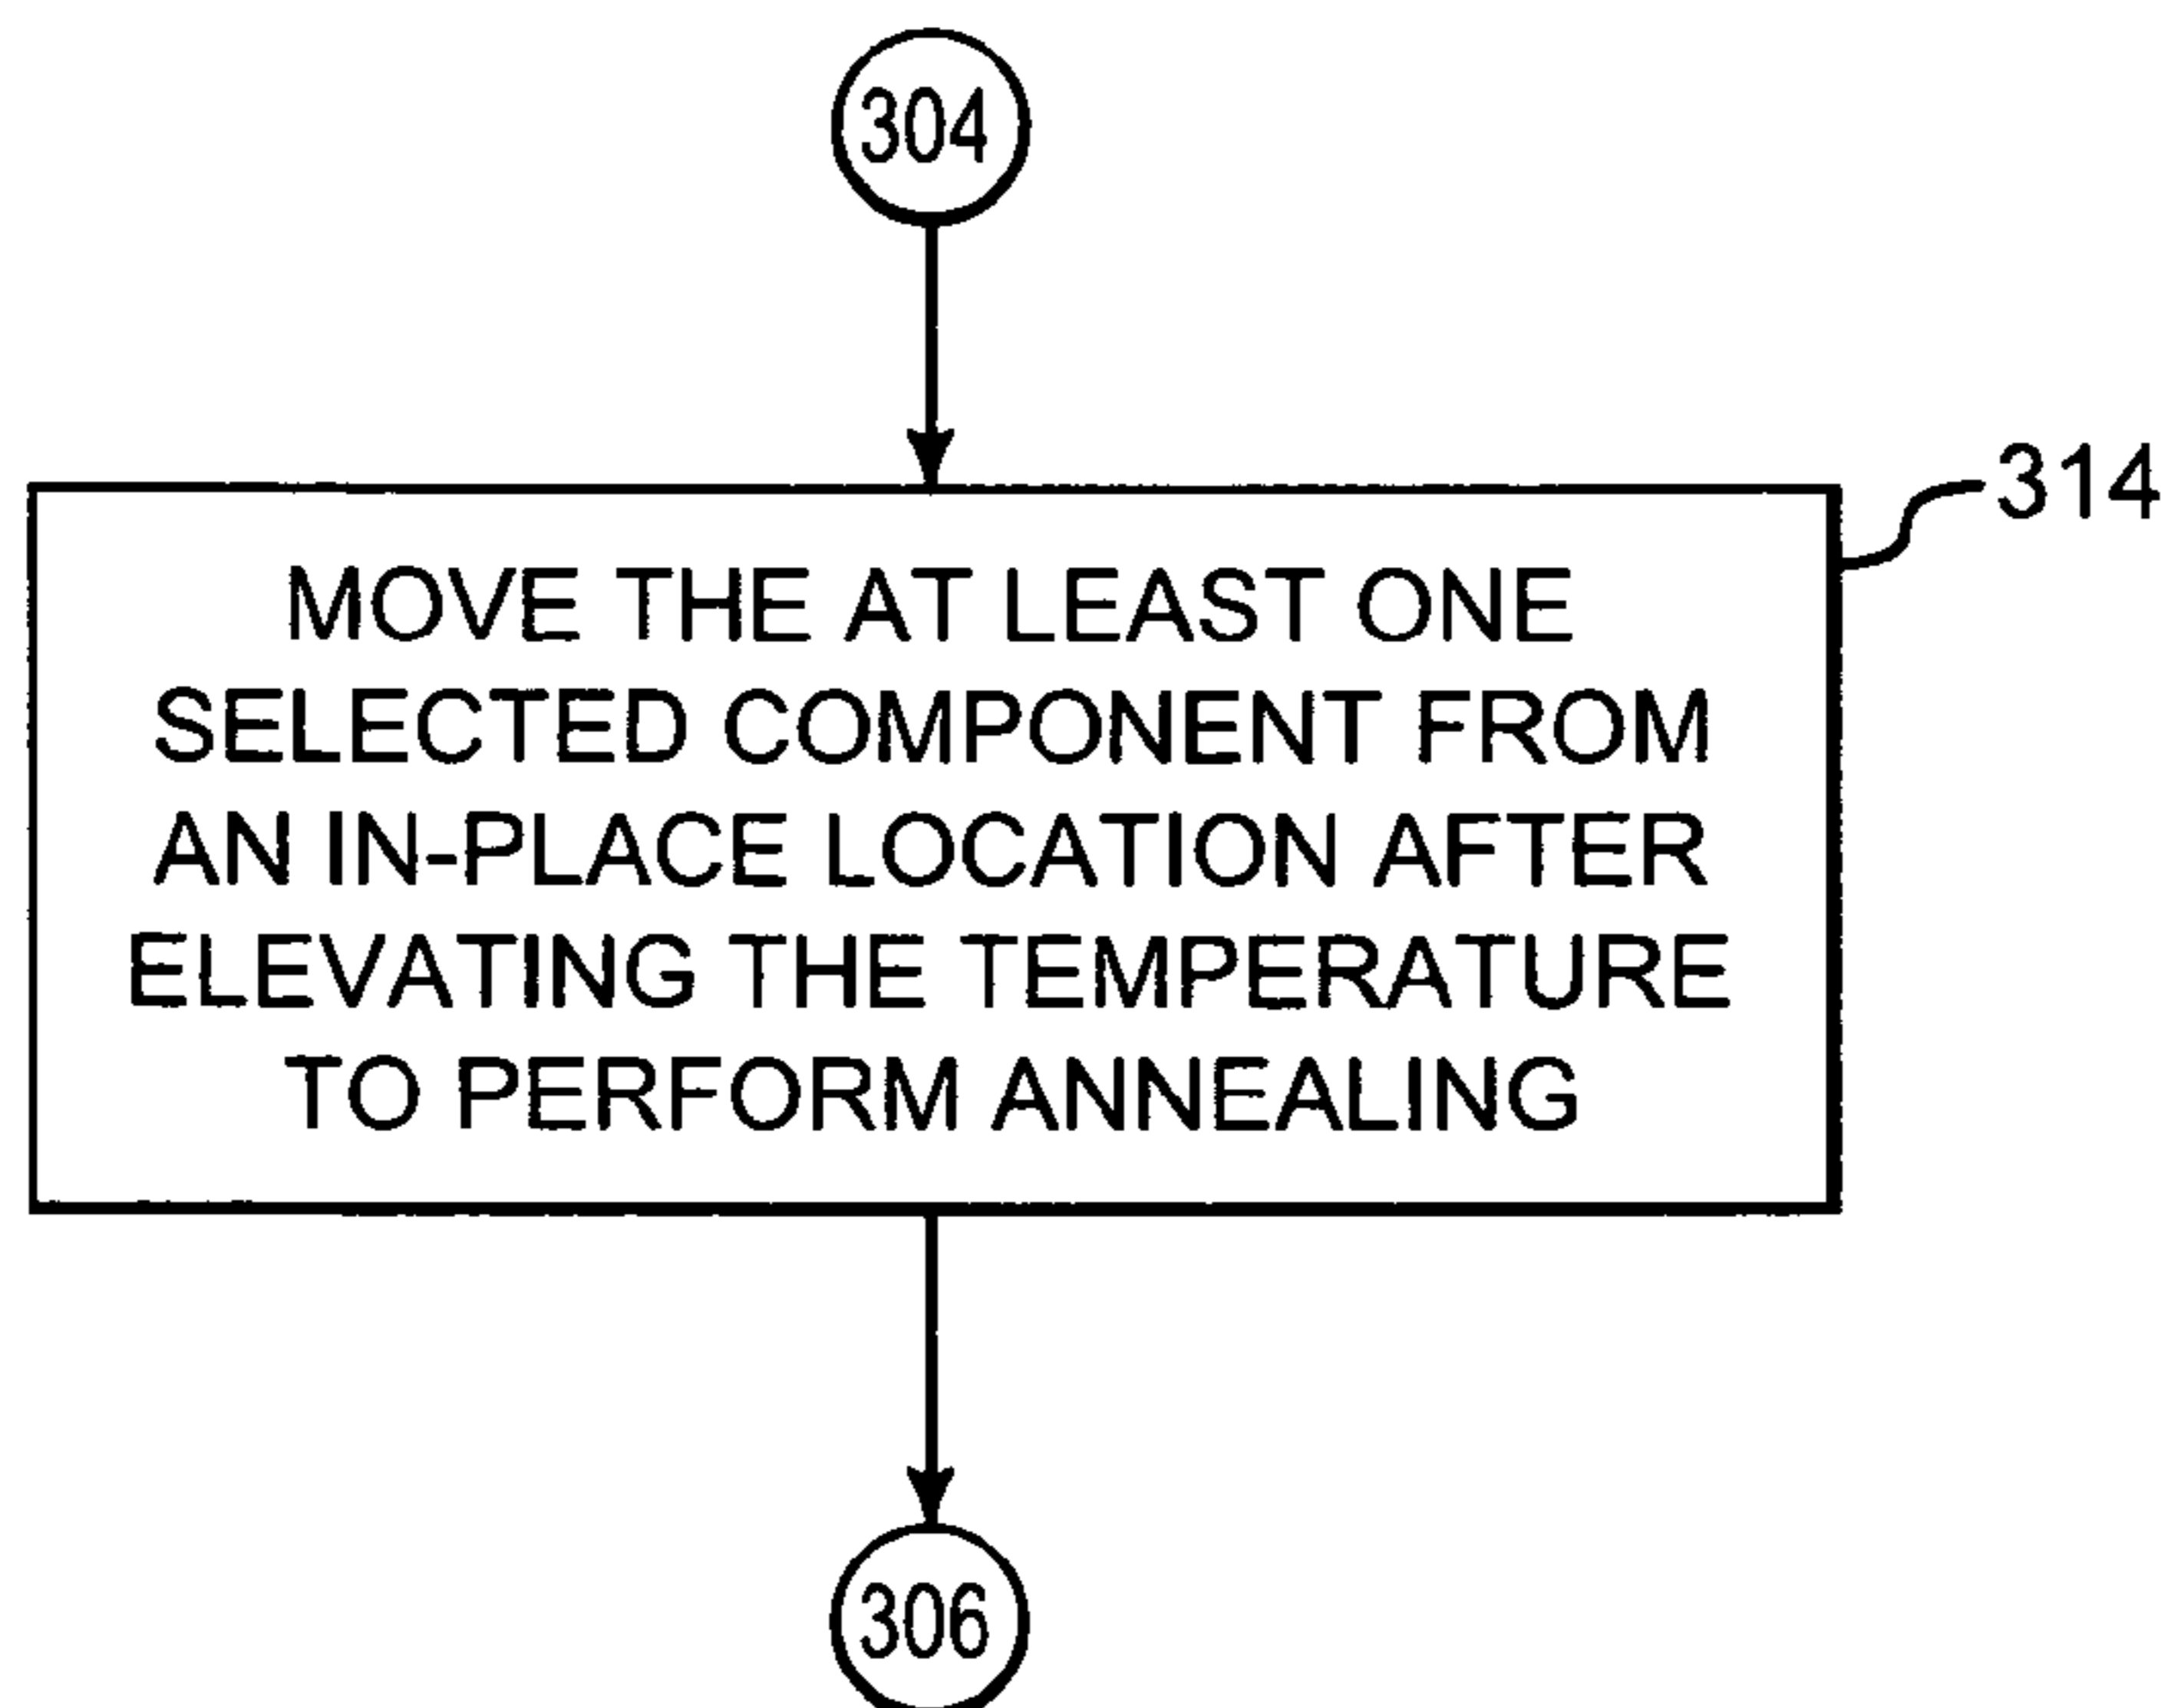 304
314
MOVE THE AT LEAST ONE
SELECTED COMPONENT FROM
AN IN-PLACE LOCATION AFTER
ELEVATING THE TEMPERATURE
TO PERFORM ANNEALING
306